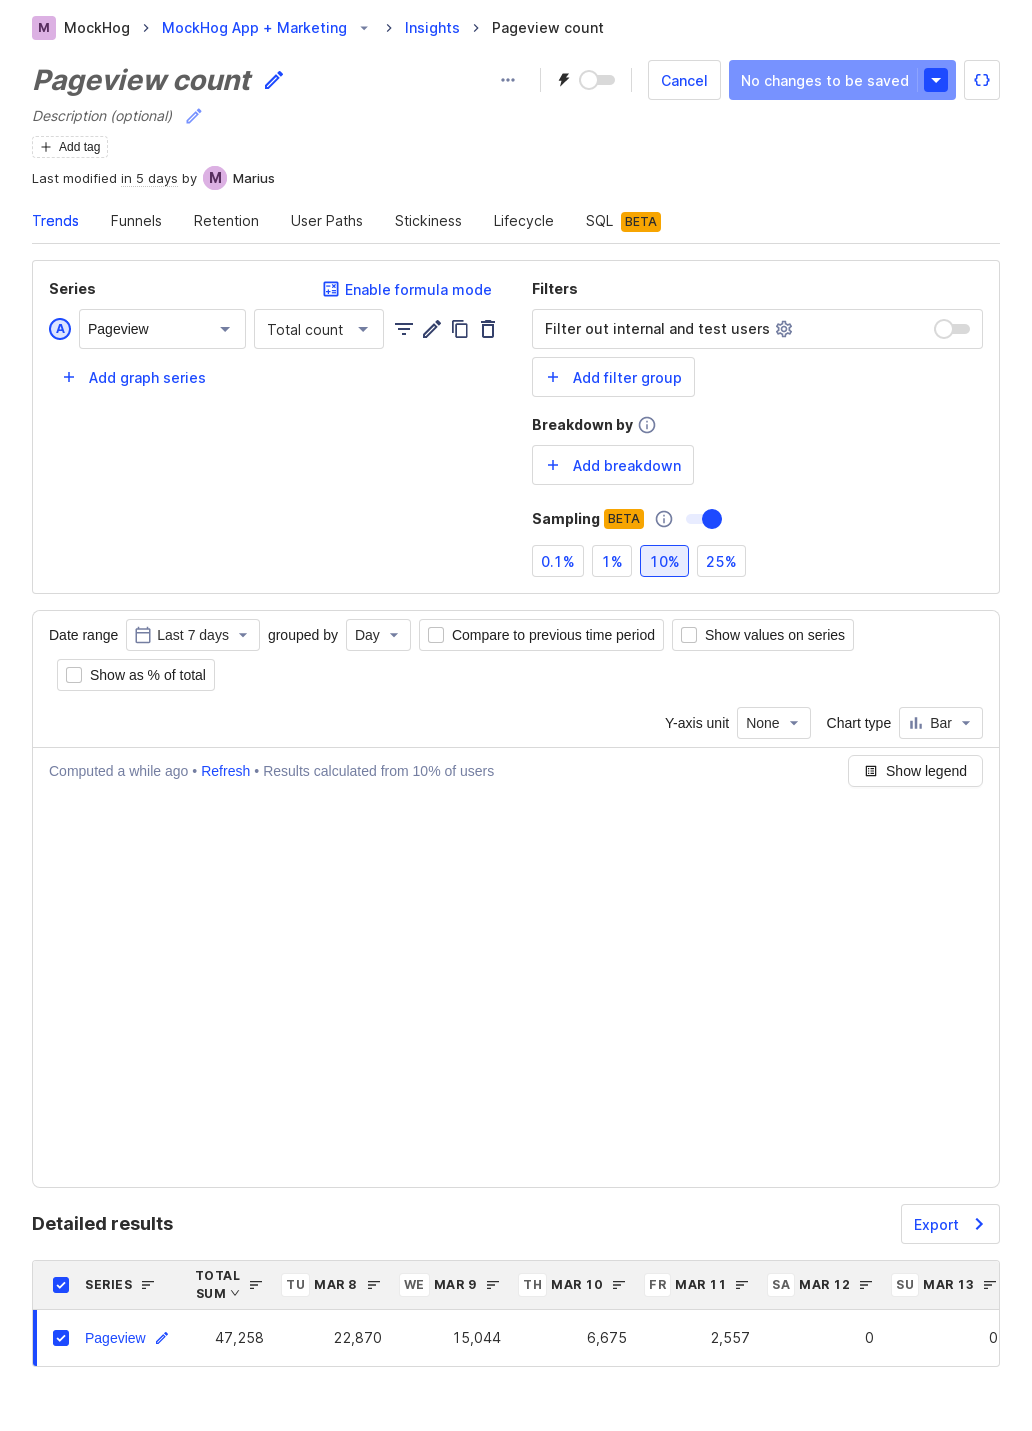 M MockHog MockHog App + Marketing Insights Pageview count
Pageview count
Cancel No changes to be saved {}
Description (optional)
Add tag
Last modified in 5 days by M Marius
Trends Funnels Retention User Paths Stickiness Lifecycle SQL BETA
Series Enable formula mode
A Pageview Total count
Add graph series
Filters
Filter out internal and test users
Add filter group
Breakdown by
Add breakdown
Sampling BETA
0.1% 1% 10% 25%
Date range Last 7 days grouped by Day Compare to previous time period Show values on series
Show as % of total
Y-axis unit None Chart type Bar
Computed a while ago • Refresh • Results calculated from 10% of users Show legend
Detailed results Export
SERIES TOTAL SUM TU MAR 8 WE MAR 9 TH MAR 10 FR MAR 11 SA MAR 12 SU MAR 13
Pageview 47,258 22,870 15,044 6,675 2,557 0 0